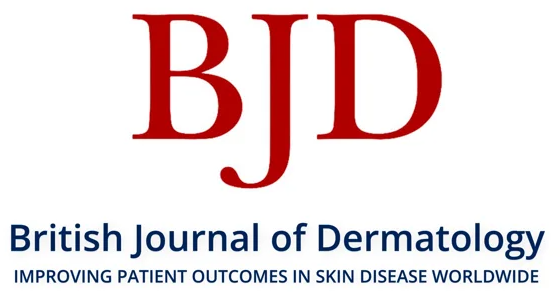 BJD
British Journal of Dermatology
IMPROVING PATIENT OUTCOMES IN SKIN DISEASE WORLDWIDE